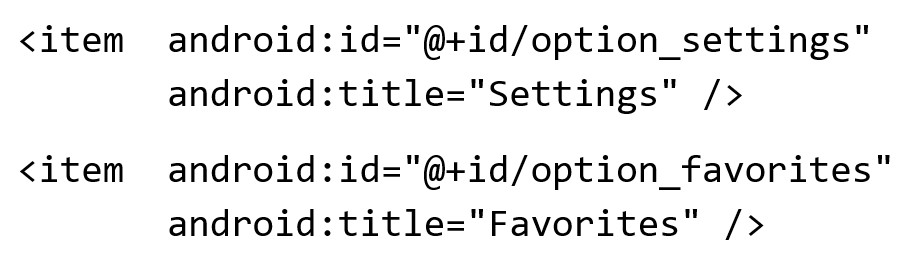 <item  android:id="@+id/option_settings"
       android:title="Settings" />
<item  android:id="@+id/option_favorites"
       android:title="Favorites" />